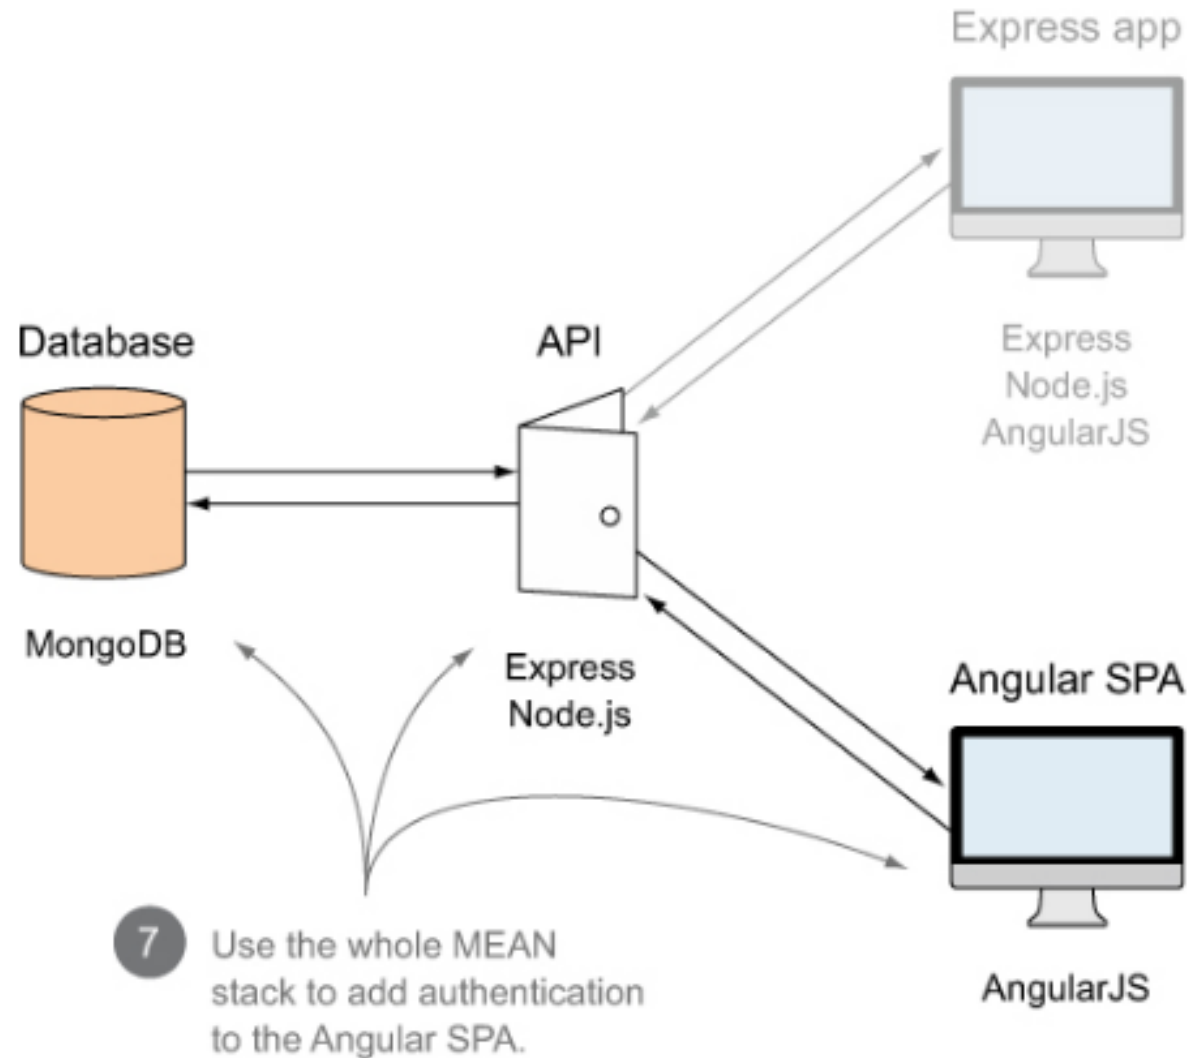 Express app
Express
Node.js
AngularJS
Database
MongoDB
API
Express
Node.js
Angular SPA
AngularJS
7
Use the whole MEAN
stack to add authentication
to the Angular SPA.